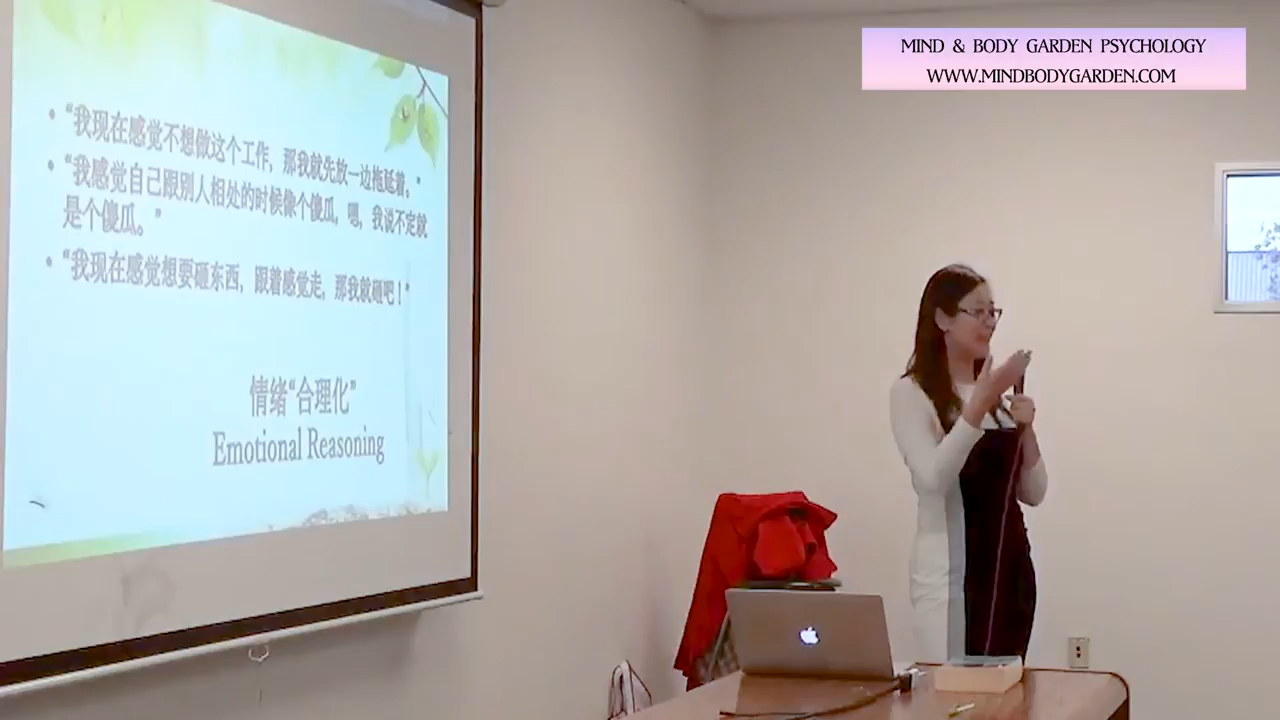 MIND & BODY GARDEN PSYCHOLOGY
WWW.MINDBODYGARDEN.COM
• “我现在感觉不想做这个工作，那我就先放一边拖延着。”
• “我感觉自己跟别人相处的时候像个傻瓜，嗯，我说不定就
是个傻瓜。”
• “我现在感觉想要砸东西，跟着感觉走，那我就砸吧！”
情绪“合理化”
Emotional Reasoning